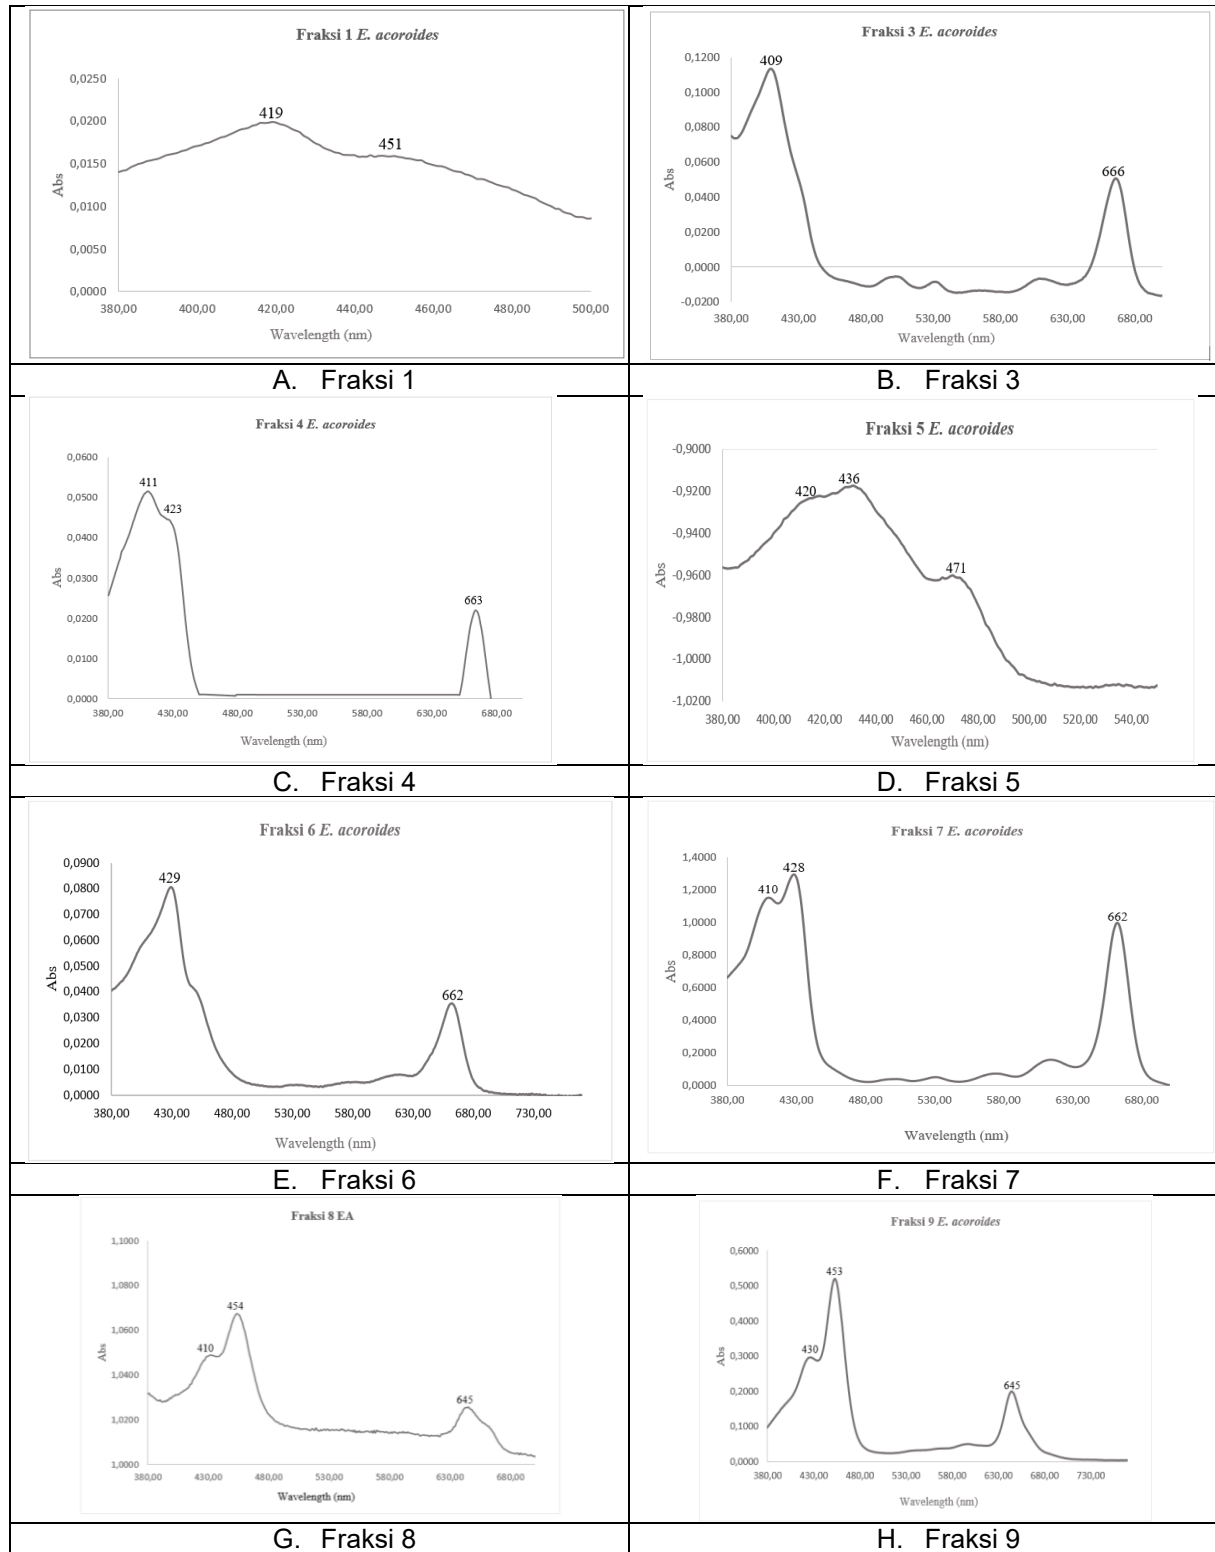 Fraksi 1 E. acoroides
0,0250
0,0200
0,0150
0,0100
0,0050
0,0000
Abs
419
451
380,00 400,00 420,00 440,00 460,00 480,00 500,00
Wavelength (nm)
Fraksi 3 E. acoroides
0,1200
0,1000
0,0800
0,0600
0,0400
0,0200
0,0000
-0,0200
Abs
409
666
380,00 430,00 480,00 530,00 580,00 630,00 680,00
Wavelength (nm)
A. Fraksi 1
B. Fraksi 3
Fraksi 4 E. acoroides
0,0600
0,0500
0,0400
0,0300
0,0200
0,0100
0,0000
Abs
411
423
663
380,00 430,00 480,00 530,00 580,00 630,00 680,00
Wavelength (nm)
Fraksi 5 E. acoroides
-0,9000
-0,9200
-0,9400
-0,9600
-0,9800
-1,0000
-1,0200
Abs
420
436
471
380,00 400,00 420,00 440,00 460,00 480,00 500,00 520,00 540,00
Wavelength (nm)
C. Fraksi 4
D. Fraksi 5
Fraksi 6 E. acoroides
0,0900
0,0800
0,0700
0,0600
0,0500
0,0400
0,0300
0,0200
0,0100
0,0000
Abs
429
662
380,00 430,00 480,00 530,00 580,00 630,00 680,00 730,00
Wavelength (nm)
Fraksi 7 E. acoroides
1,4000
1,2000
1,0000
0,8000
0,6000
0,4000
0,2000
0,0000
Abs
410
428
662
380,00 430,00 480,00 530,00 580,00 630,00 680,00
Wavelength (nm)
E. Fraksi 6
F. Fraksi 7
Fraksi 8 EA
1,1000
1,0800
1,0600
1,0400
1,0200
1,0000
Abs
410
454
645
380,00 430,00 480,00 530,00 580,00 630,00 680,00
Wavelength (nm)
Fraksi 9 E. acoroides
0,6000
0,5000
0,4000
0,3000
0,2000
0,1000
0,0000
Abs
430
453
645
380,00 430,00 480,00 530,00 580,00 630,00 680,00 730,00
Wavelength (nm)
G. Fraksi 8
H. Fraksi 9